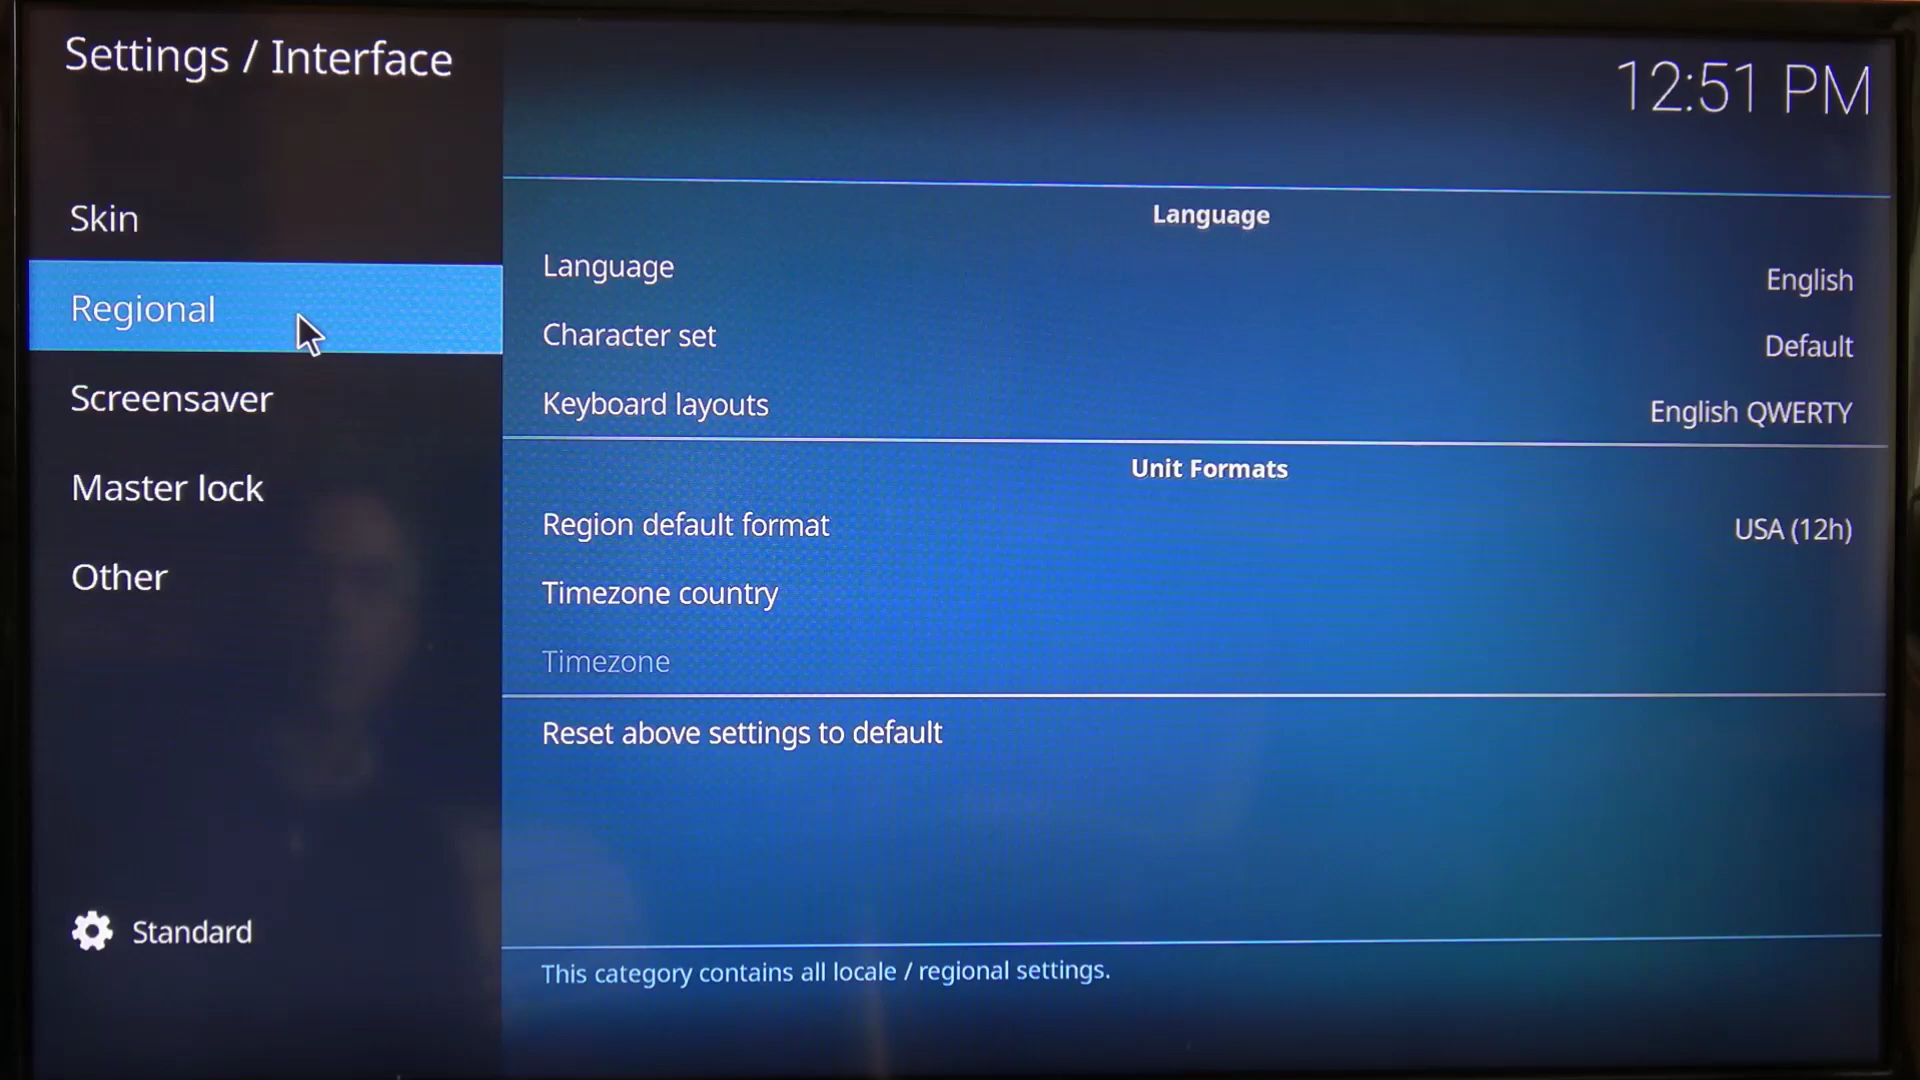 Settings / Interface
12:51 PM
Skin
Regional
Screensaver
Master lock
Other
Standard
Language
Language English
Character set Default
Keyboard layouts English QWERTY
Unit Formats
Region default format USA (12h)
Timezone country
Timezone
Reset above settings to default
This category contains all locale / regional settings.